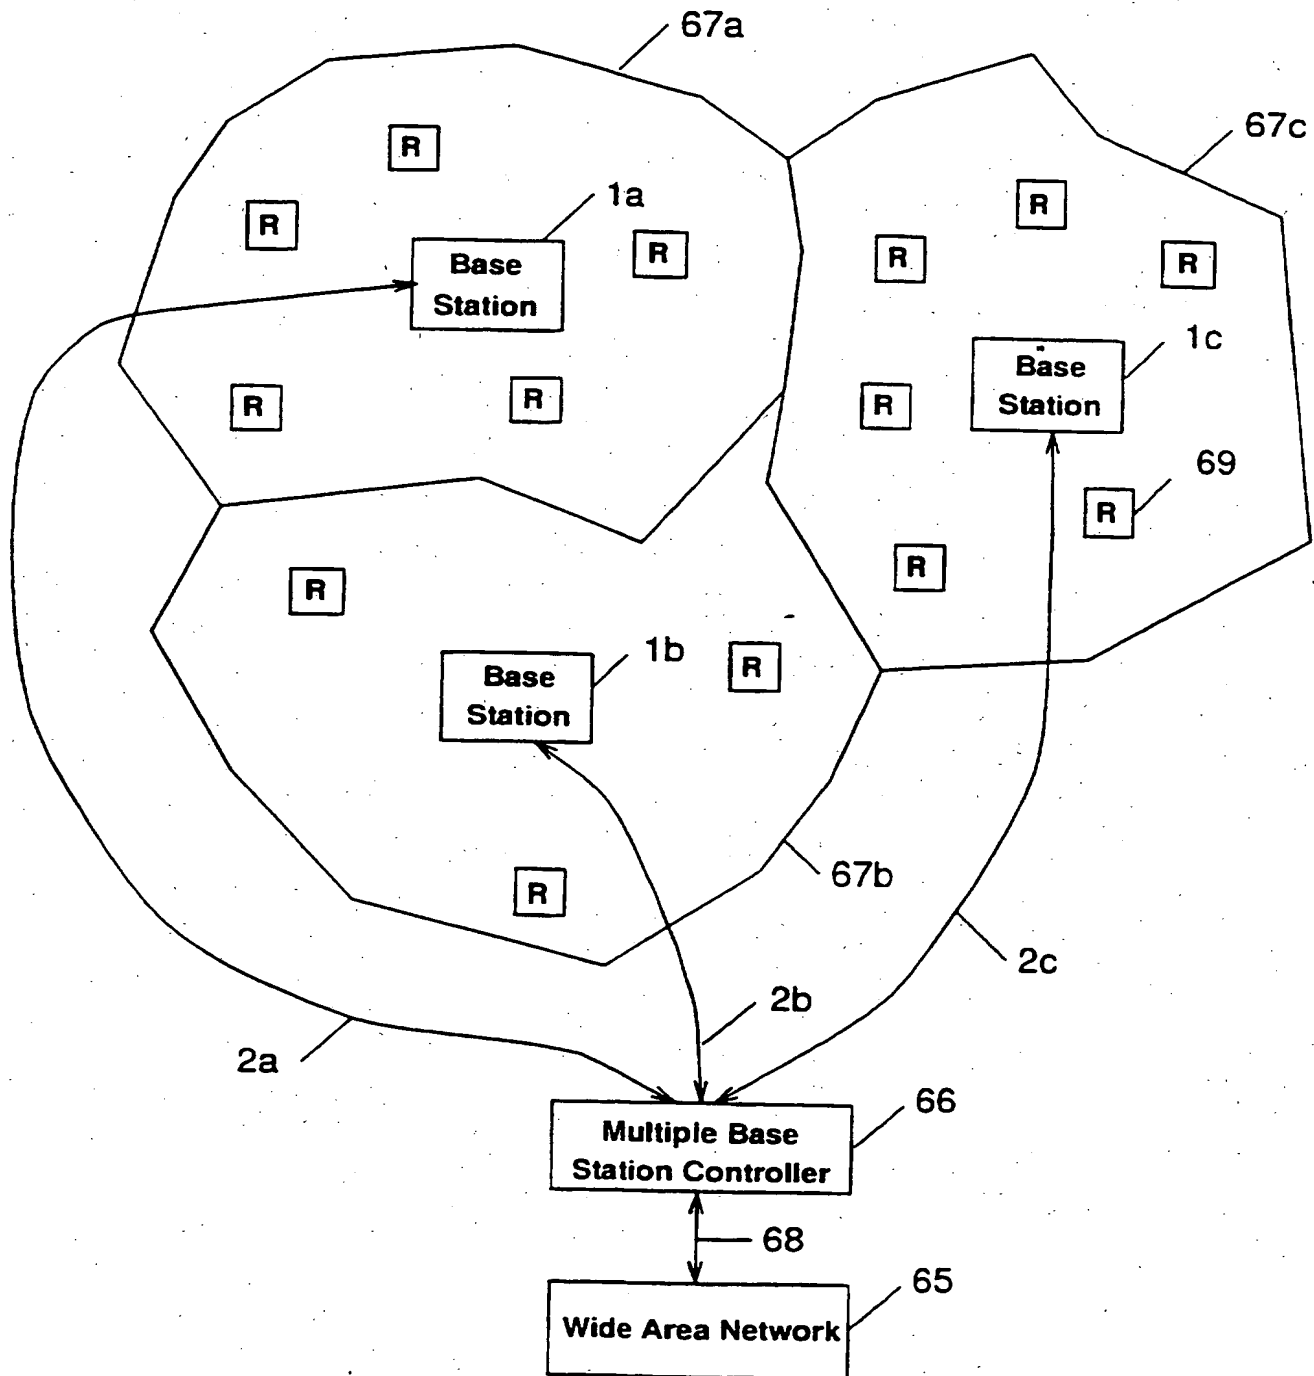 67a
67c
R
R
1a
R
R
R
R
Base
Station
1c
Base
Station
R
R
R
69
R
R
R
1b
R
Base
Station
67b
R
2c
2b
2a
66
Multiple Base
Station Controller
68
65
Wide Area Network